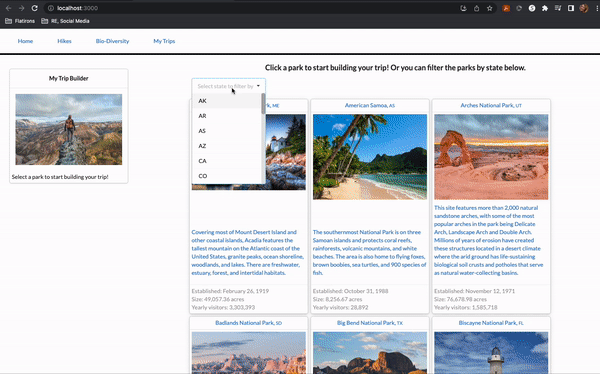 localhost:3000
Flatirons
RE, Social Media
Home
Hikes
Bio-Diversity
My Trips
Click a park to start building your trip! Or you can filter the parks by state below.
My Trip Builder
Select a park to start building your trip!
Select state to filter by
AK
AR
AS
AZ
CA
CO
k, ME
Covering most of Mount Desert Island and
other coastal islands, Acadia features the
tallest mountain on the Atlantic coast of the
United States, granite peaks, ocean shoreline,
woodlands, and lakes. There are freshwater,
estuary, forest, and intertidal habitats.
Established: February 26, 1919
Size: 49,057.36 acres
Yearly visitors: 3,303,393
American Samoa, AS
The southernmost National Park is on three
Samoan islands and protects coral reefs,
rainforests, volcanic mountains, and white
beaches. The area is also home to flying foxes,
brown boobies, sea turtles, and 900 species of
fish.
Established: October 31, 1988
Size: 8,256.67 acres
Yearly visitors: 28,892
Arches National Park, UT
This site features more than 2,000 natural
sandstone arches, with some of the most
popular arches in the park being Delicate
Arch, Landscape Arch and Double Arch.
Millions of years of erosion have created
these structures located in a desert climate
where the arid ground has life-sustaining
biological soil crusts and potholes that serve
as natural water-collecting basins.
Established: November 12, 1971
Size: 76,678.98 acres
Yearly visitors: 1,585,718
Badlands National Park, SD
Big Bend National Park, TX
Biscayne National Park, FL